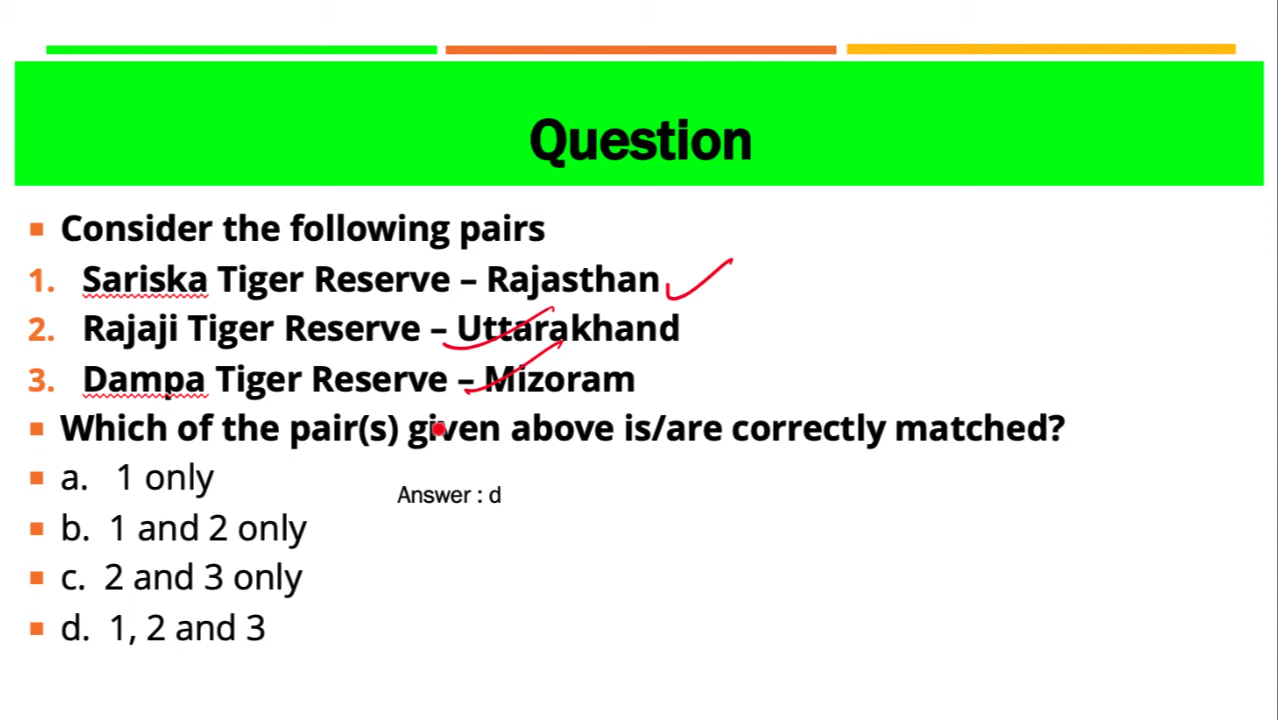 Question
Consider the following pairs
1. Sariska Tiger Reserve – Rajasthan
2. Rajaji Tiger Reserve – Uttarakhand
3. Dampa Tiger Reserve – Mizoram
Which of the pair(s) given above is/are correctly matched?
a. 1 only
Answer : d
b. 1 and 2 only
c. 2 and 3 only
d. 1, 2 and 3